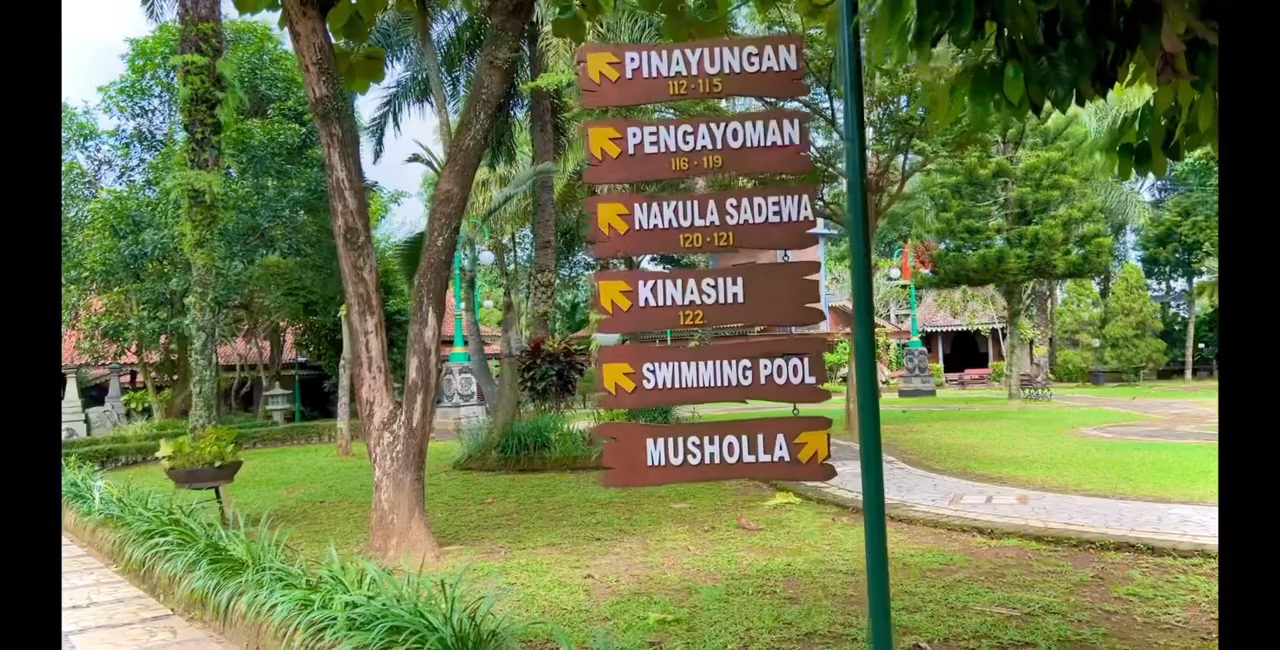 PINAYUNGAN
112-115
PENGAYOMAN
116-119
NAKULA SADEWA
120-121
KINASIH
122
SWIMMING POOL
MUSHOLLA